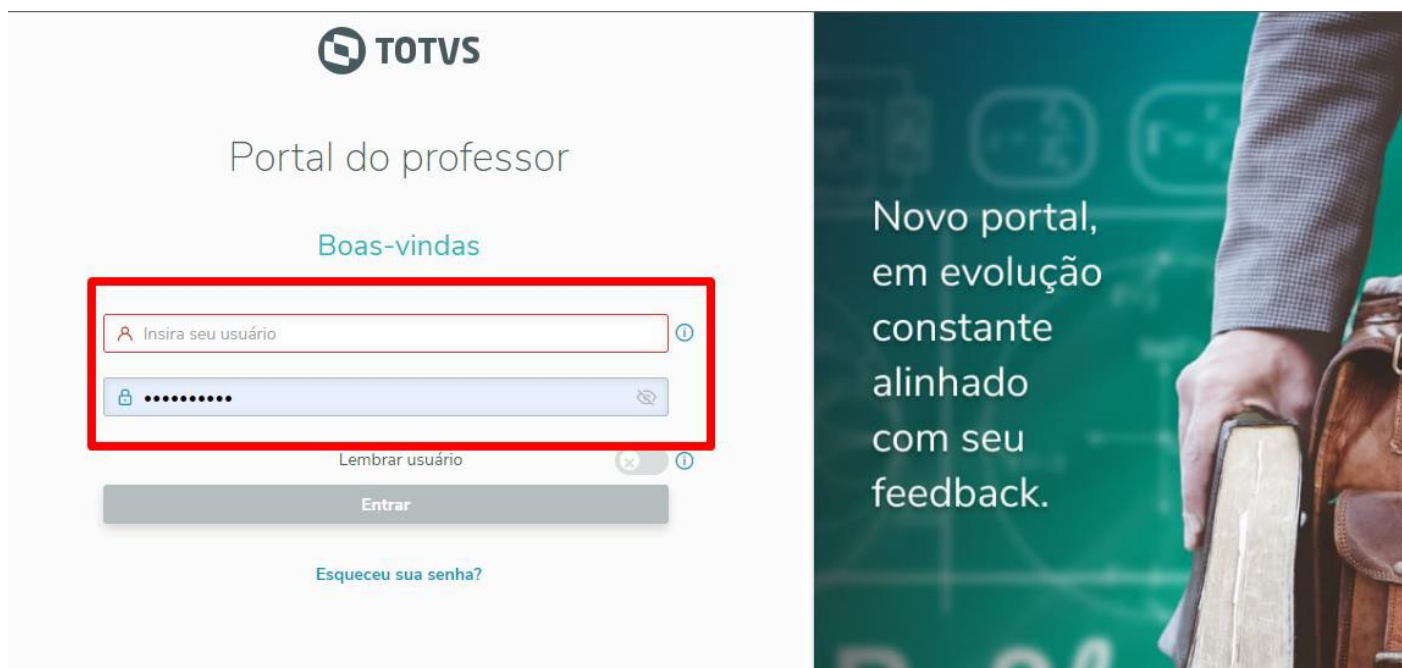 TOTVS
Portal do professor
Boas-vindas
Insira seu usuário
••••••••••
Lembrar usuário
Entrar
Esqueceu sua senha?
Novo portal,
em evolução
constante
alinhado
com seu
feedback.